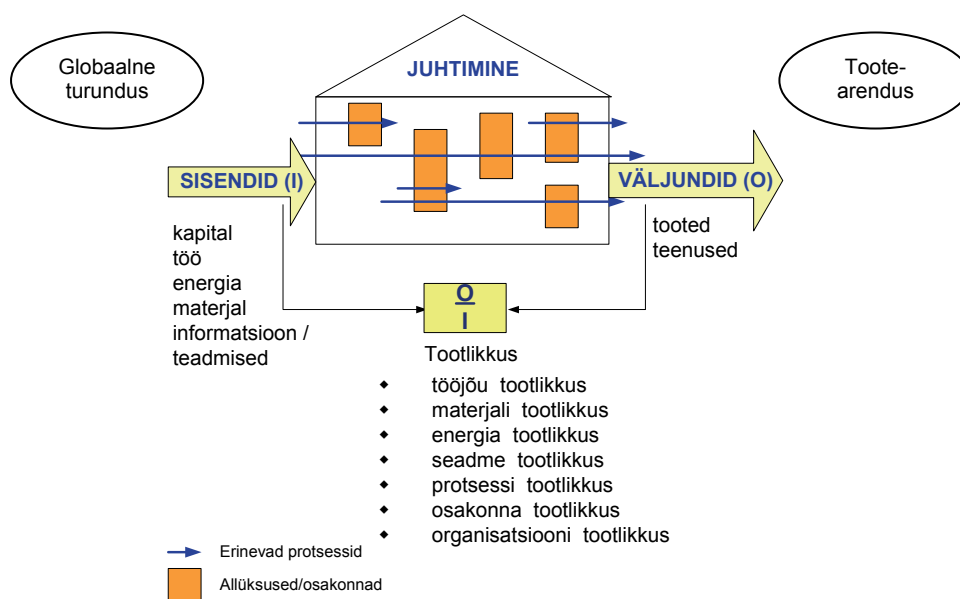 Globaalne
turundus
JUHTIMINE
Toote-
arendus
SISENDID (I)
VÄLJUNDID (O)
kapital
töö
energia
materjal
informatsioon /
teadmised
tooted
teenused
O
I
Tootlikkus
◆ tööjõu tootlikkus
◆ materjali tootlikkus
◆ energia tootlikkus
◆ seadme tootlikkus
◆ protsessi tootlikkus
◆ osakonna tootlikkus
◆ organisatsiooni tootlikkus
Erinevad protsessid
Allüksused/osakonnad